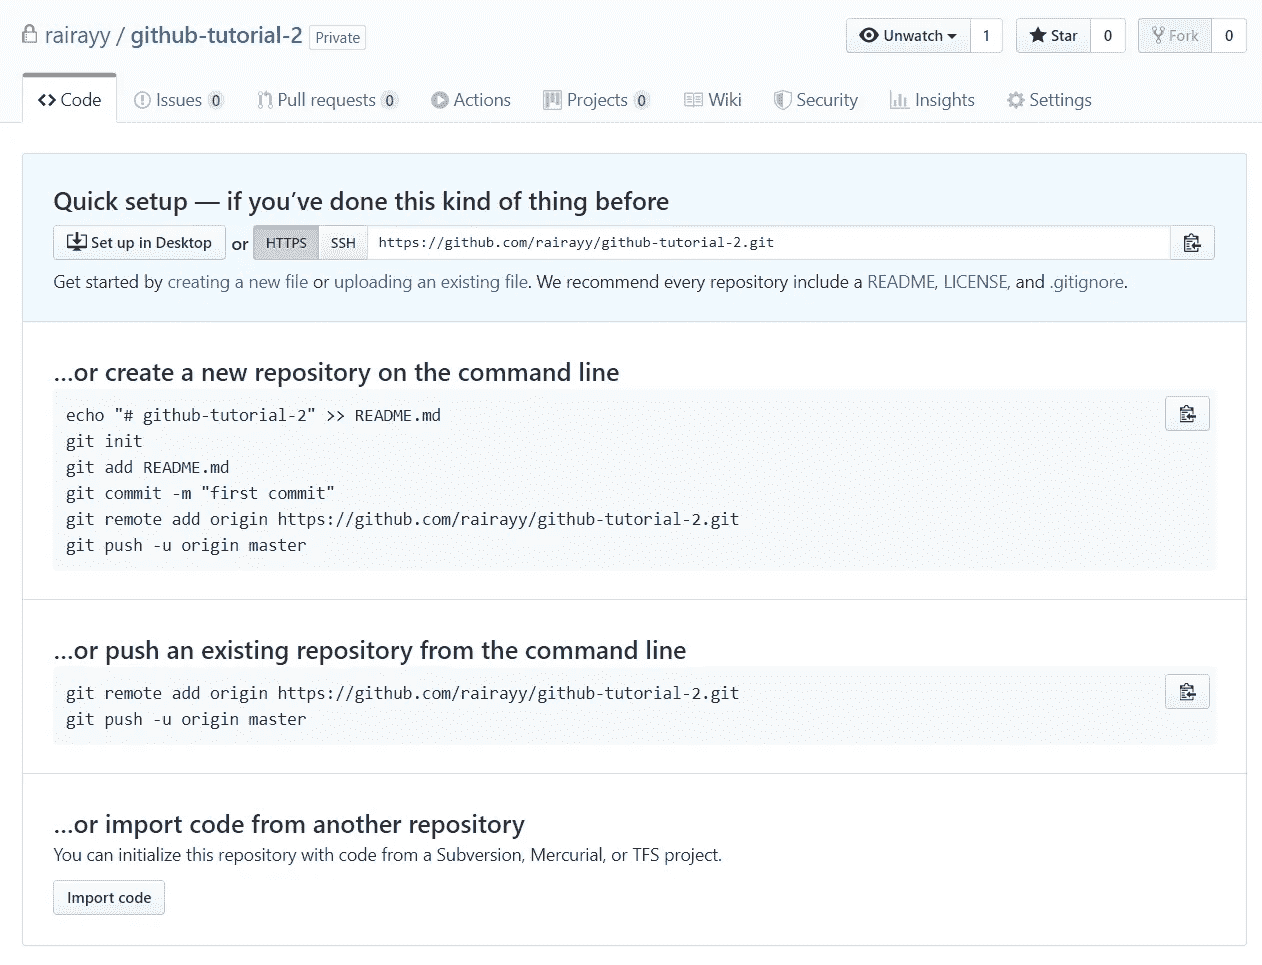 rairayy / github-tutorial-2 Private
Unwatch 1 Star 0 Fork 0
Code Issues 0 Pull requests 0 Actions Projects 0 Wiki Security Insights Settings
Quick setup — if you’ve done this kind of thing before
Set up in Desktop or HTTPS SSH https://github.com/rairayy/github-tutorial-2.git
Get started by creating a new file or uploading an existing file. We recommend every repository include a README, LICENSE, and .gitignore.
…or create a new repository on the command line
echo "# github-tutorial-2" >> README.md
git init
git add README.md
git commit -m "first commit"
git remote add origin https://github.com/rairayy/github-tutorial-2.git
git push -u origin master
…or push an existing repository from the command line
git remote add origin https://github.com/rairayy/github-tutorial-2.git
git push -u origin master
…or import code from another repository
You can initialize this repository with code from a Subversion, Mercurial, or TFS project.
Import code